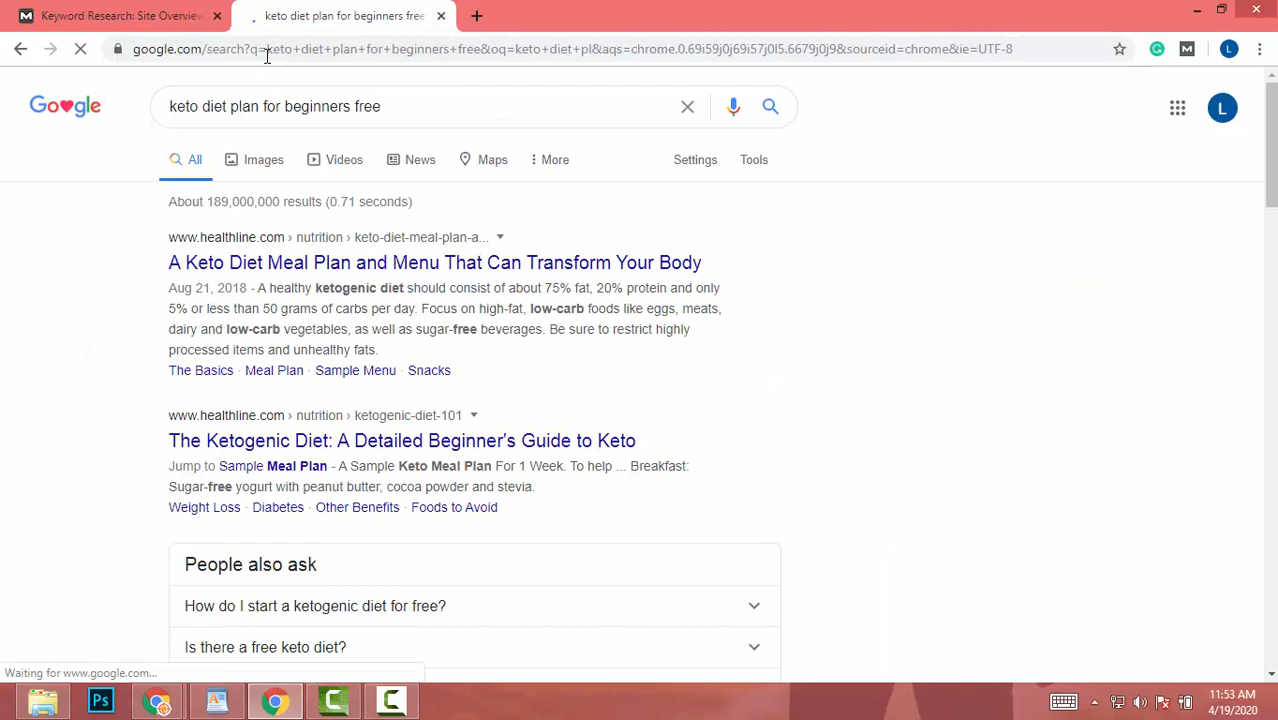 Keyword Research: Site Overview
keto diet plan for beginners free
google.com/search?q=keto+diet+plan+for+beginners+free&oq=keto+diet+pl&aqs=chrome.0.69i59j0j69i57j0l5.6679j0j9&sourceid=chrome&ie=UTF-8
Google
keto diet plan for beginners free
L
All Images Videos News Maps More Settings Tools
About 189,000,000 results (0.71 seconds)
www.healthline.com › nutrition › keto-diet-meal-plan-a...
A Keto Diet Meal Plan and Menu That Can Transform Your Body
Aug 21, 2018 - A healthy ketogenic diet should consist of about 75% fat, 20% protein and only
5% or less than 50 grams of carbs per day. Focus on high-fat, low-carb foods like eggs, meats,
dairy and low-carb vegetables, as well as sugar-free beverages. Be sure to restrict highly
processed items and unhealthy fats.
The Basics · Meal Plan · Sample Menu · Snacks
www.healthline.com › nutrition › ketogenic-diet-101
The Ketogenic Diet: A Detailed Beginner's Guide to Keto
Jump to Sample Meal Plan - A Sample Keto Meal Plan For 1 Week. To help ... Breakfast:
Sugar-free yogurt with peanut butter, cocoa powder and stevia.
Weight Loss · Diabetes · Other Benefits · Foods to Avoid
People also ask
How do I start a ketogenic diet for free?
Is there a free keto diet?
Waiting for www.google.com...
Ps
11:53 AM
4/19/2020